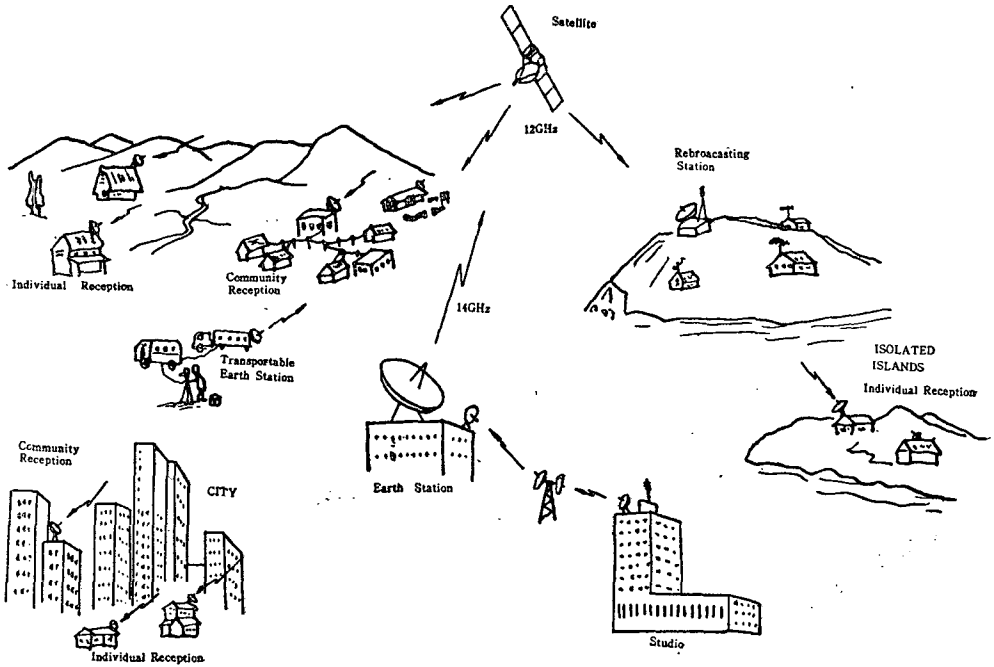 Satellite
12GHz
Rebroacasting
Station
Individual Reception
Community
Reception
14GHz
Transportable
Earth Station
ISOLATED
ISLANDS
Individual Reception
Community
Reception
CITY
Earth Station
Studio
Individual Reception